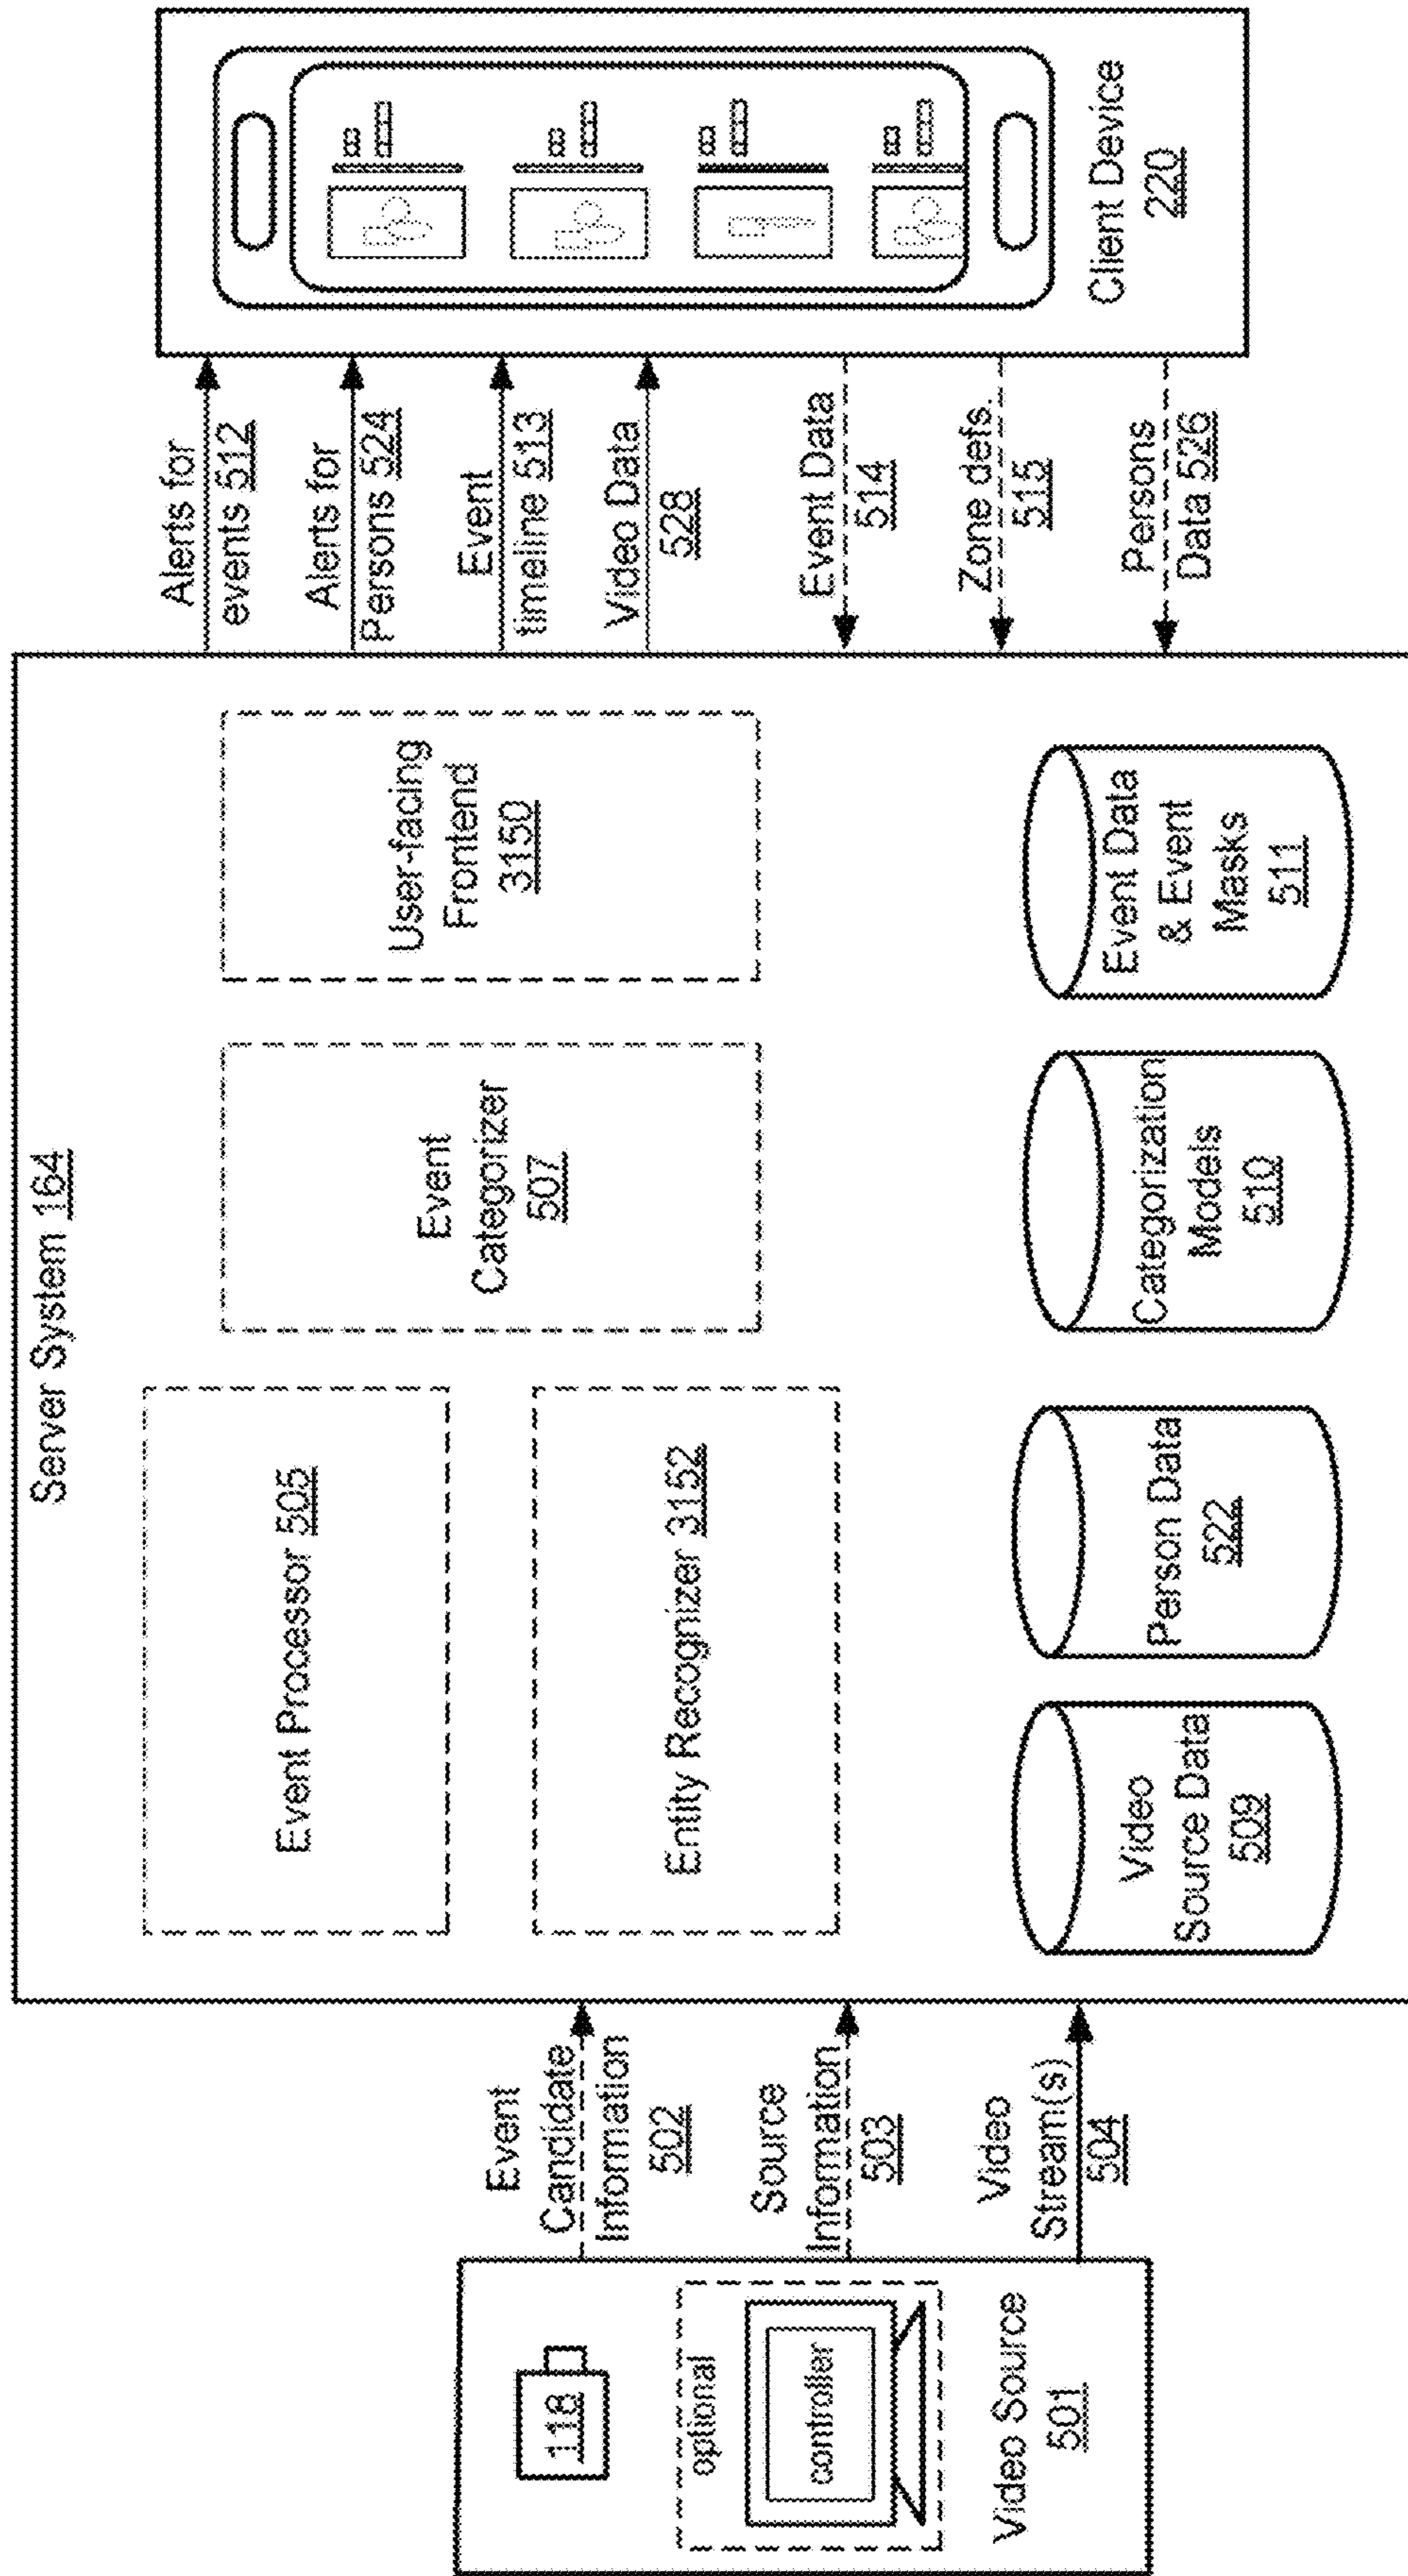 Server System 164
Event Processor 505
Entity Recognizer 3152
Event
Categorizer
507
User-facing
Frontend
3150
Video
Source Data
509
Person Data
522
Categorization
Models
510
Event Data
& Event
Masks
511
118
optional
controller
Video Source
501
Event
Candidate
Information
502
Source
Information
503
Video
Stream(s)
504
Alerts for
events 512
Alerts for
Persons 524
Event
timeline 513
Video Data
528
Event Data
514
Zone defs.
515
Persons
Data 526
Client Device
220